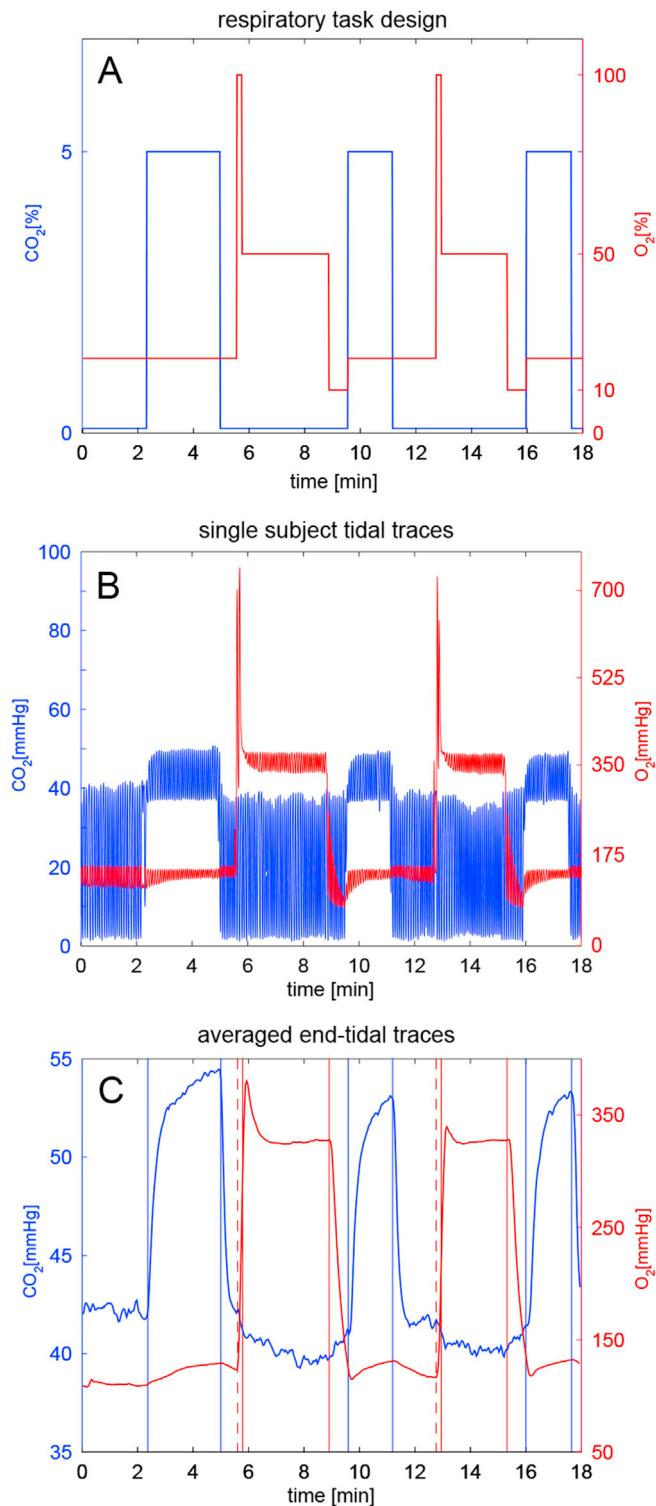 respiratory task design
A
CO2[%]
5
0
100
50
10
0
O2[%]
0 2 4 6 8 10 12 14 16 18
time [min]
single subject tidal traces
B
CO2[mmHg]
100
80
60
40
20
0
700
525
350
175
0
O2[mmHg]
0 2 4 6 8 10 12 14 16 18
time [min]
averaged end-tidal traces
C
CO2[mmHg]
55
50
45
40
35
350
250
150
50
O2[mmHg]
0 2 4 6 8 10 12 14 16 18
time [min]